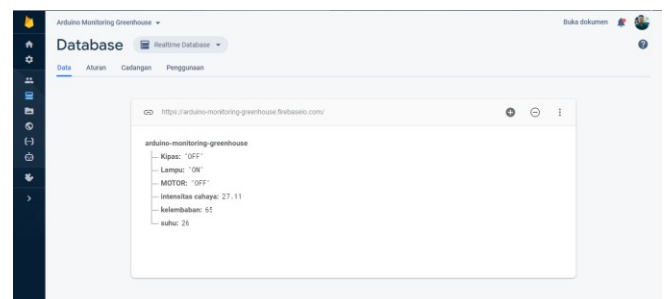 Arduino Monitoring Greenhouse
Buka dokumen
Database
Realtime Database
Data Aturan Cadangan Penggunaan
https://arduino-monitoring-greenhouse.firebaseio.com/
arduino-monitoring-greenhouse
Kipas: "OFF"
Lampu: "ON"
MOTOR: "OFF"
intensitas cahaya: 27.11
kelembaban: 65
suhu: 26